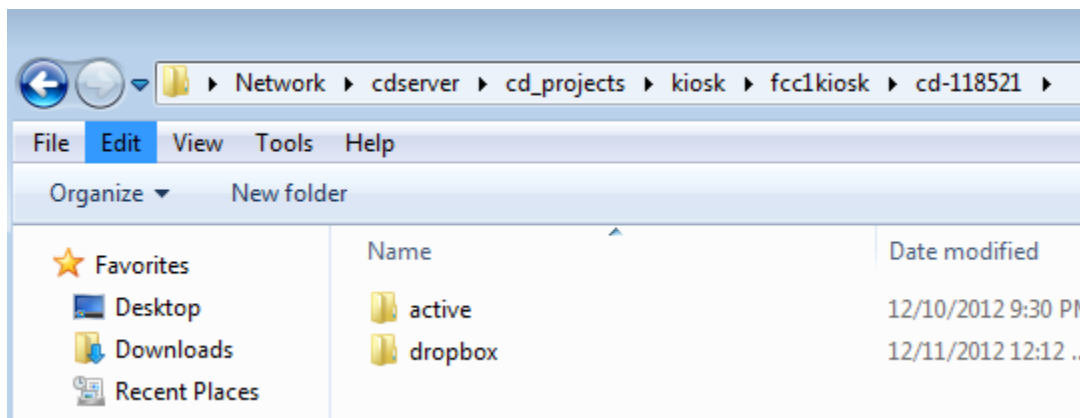 Network cdserver cd_projects kiosk fcc1kiosk cd-118521
File Edit View Tools Help
Organize New folder
Name Date modified
Favorites
Desktop
Downloads
Recent Places
active 12/10/2012 9:30 PM
dropbox 12/11/2012 12:12 ...